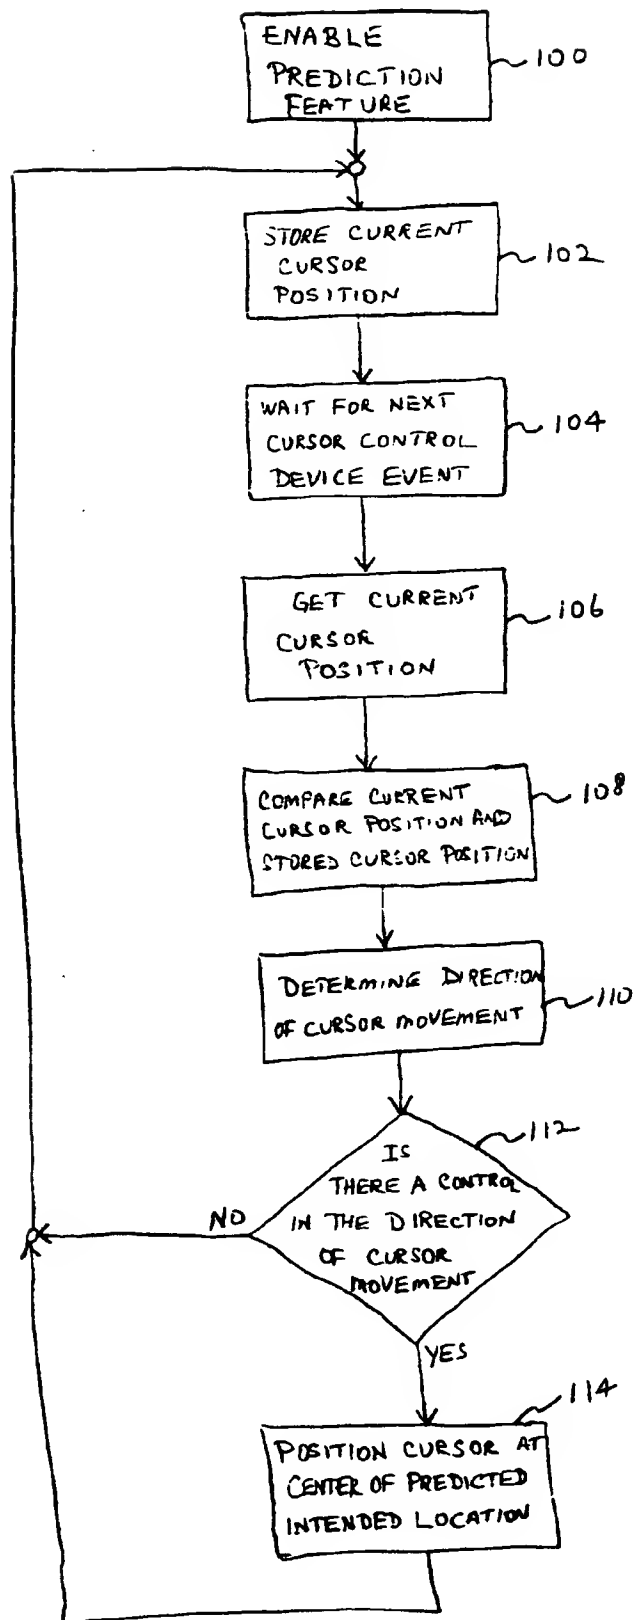 ENABLE
PREDICTION
FEATURE
100
STORE CURRENT
CURSOR
POSITION
102
WAIT FOR NEXT
CURSOR CONTROL
DEVICE EVENT
104
GET CURRENT
CURSOR
POSITION
106
COMPARE CURRENT
CURSOR POSITION AND
STORED CURSOR POSITION
108
DETERMINE DIRECTION
OF CURSOR MOVEMENT
110
IS
THERE A CONTROL
IN THE DIRECTION
OF CURSOR
MOVEMENT
112
NO
YES
POSITION CURSOR AT
CENTER OF PREDICTED
INTENDED LOCATION
114